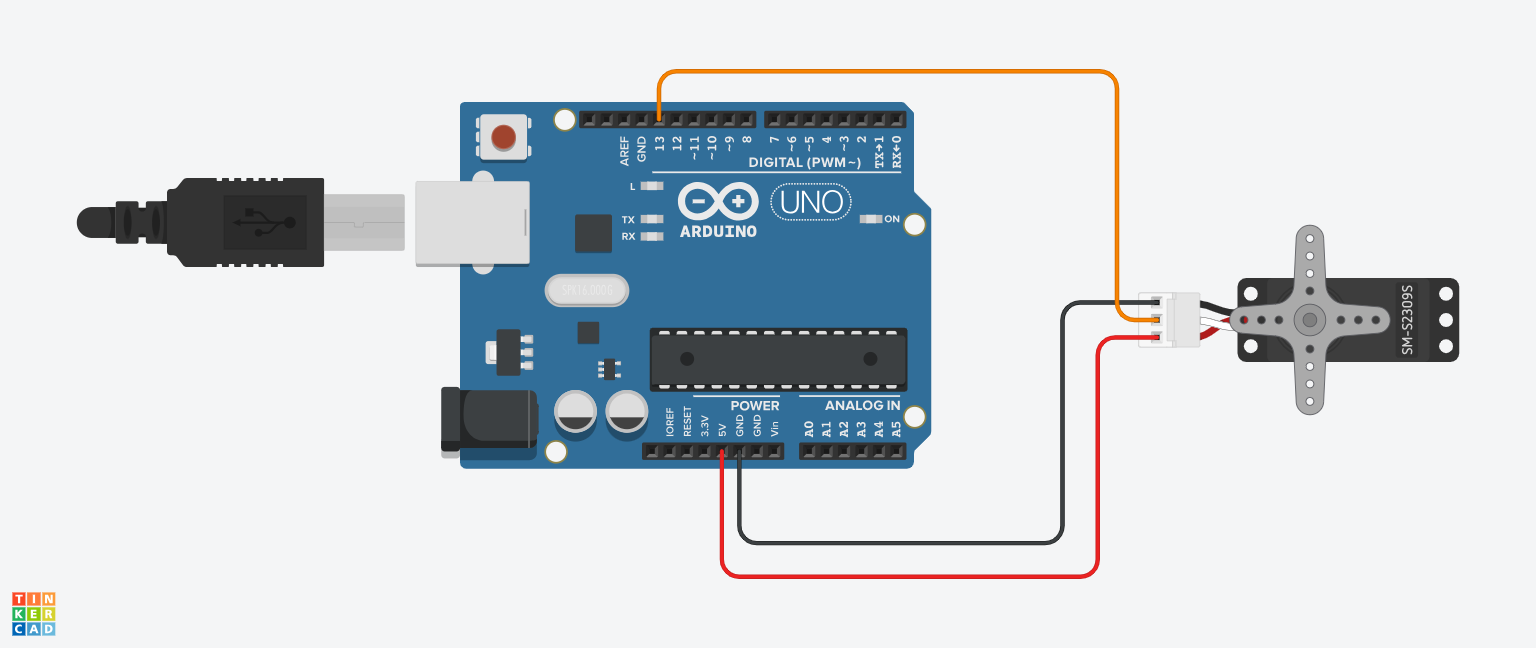 AREF
GND
13
12
~11
~10
~9
8
7
~6
~5
4
~3
2
TX→1
RX←0
DIGITAL (PWM~)
L
TX
RX
UNO
ON
ARDUINO
SPK16.000G
SM-S2309S
POWER
ANALOG IN
IOREF
RESET
3.3V
5V
GND
GND
Vin
A0
A1
A2
A3
A4
A5
TIN
KER
CAD